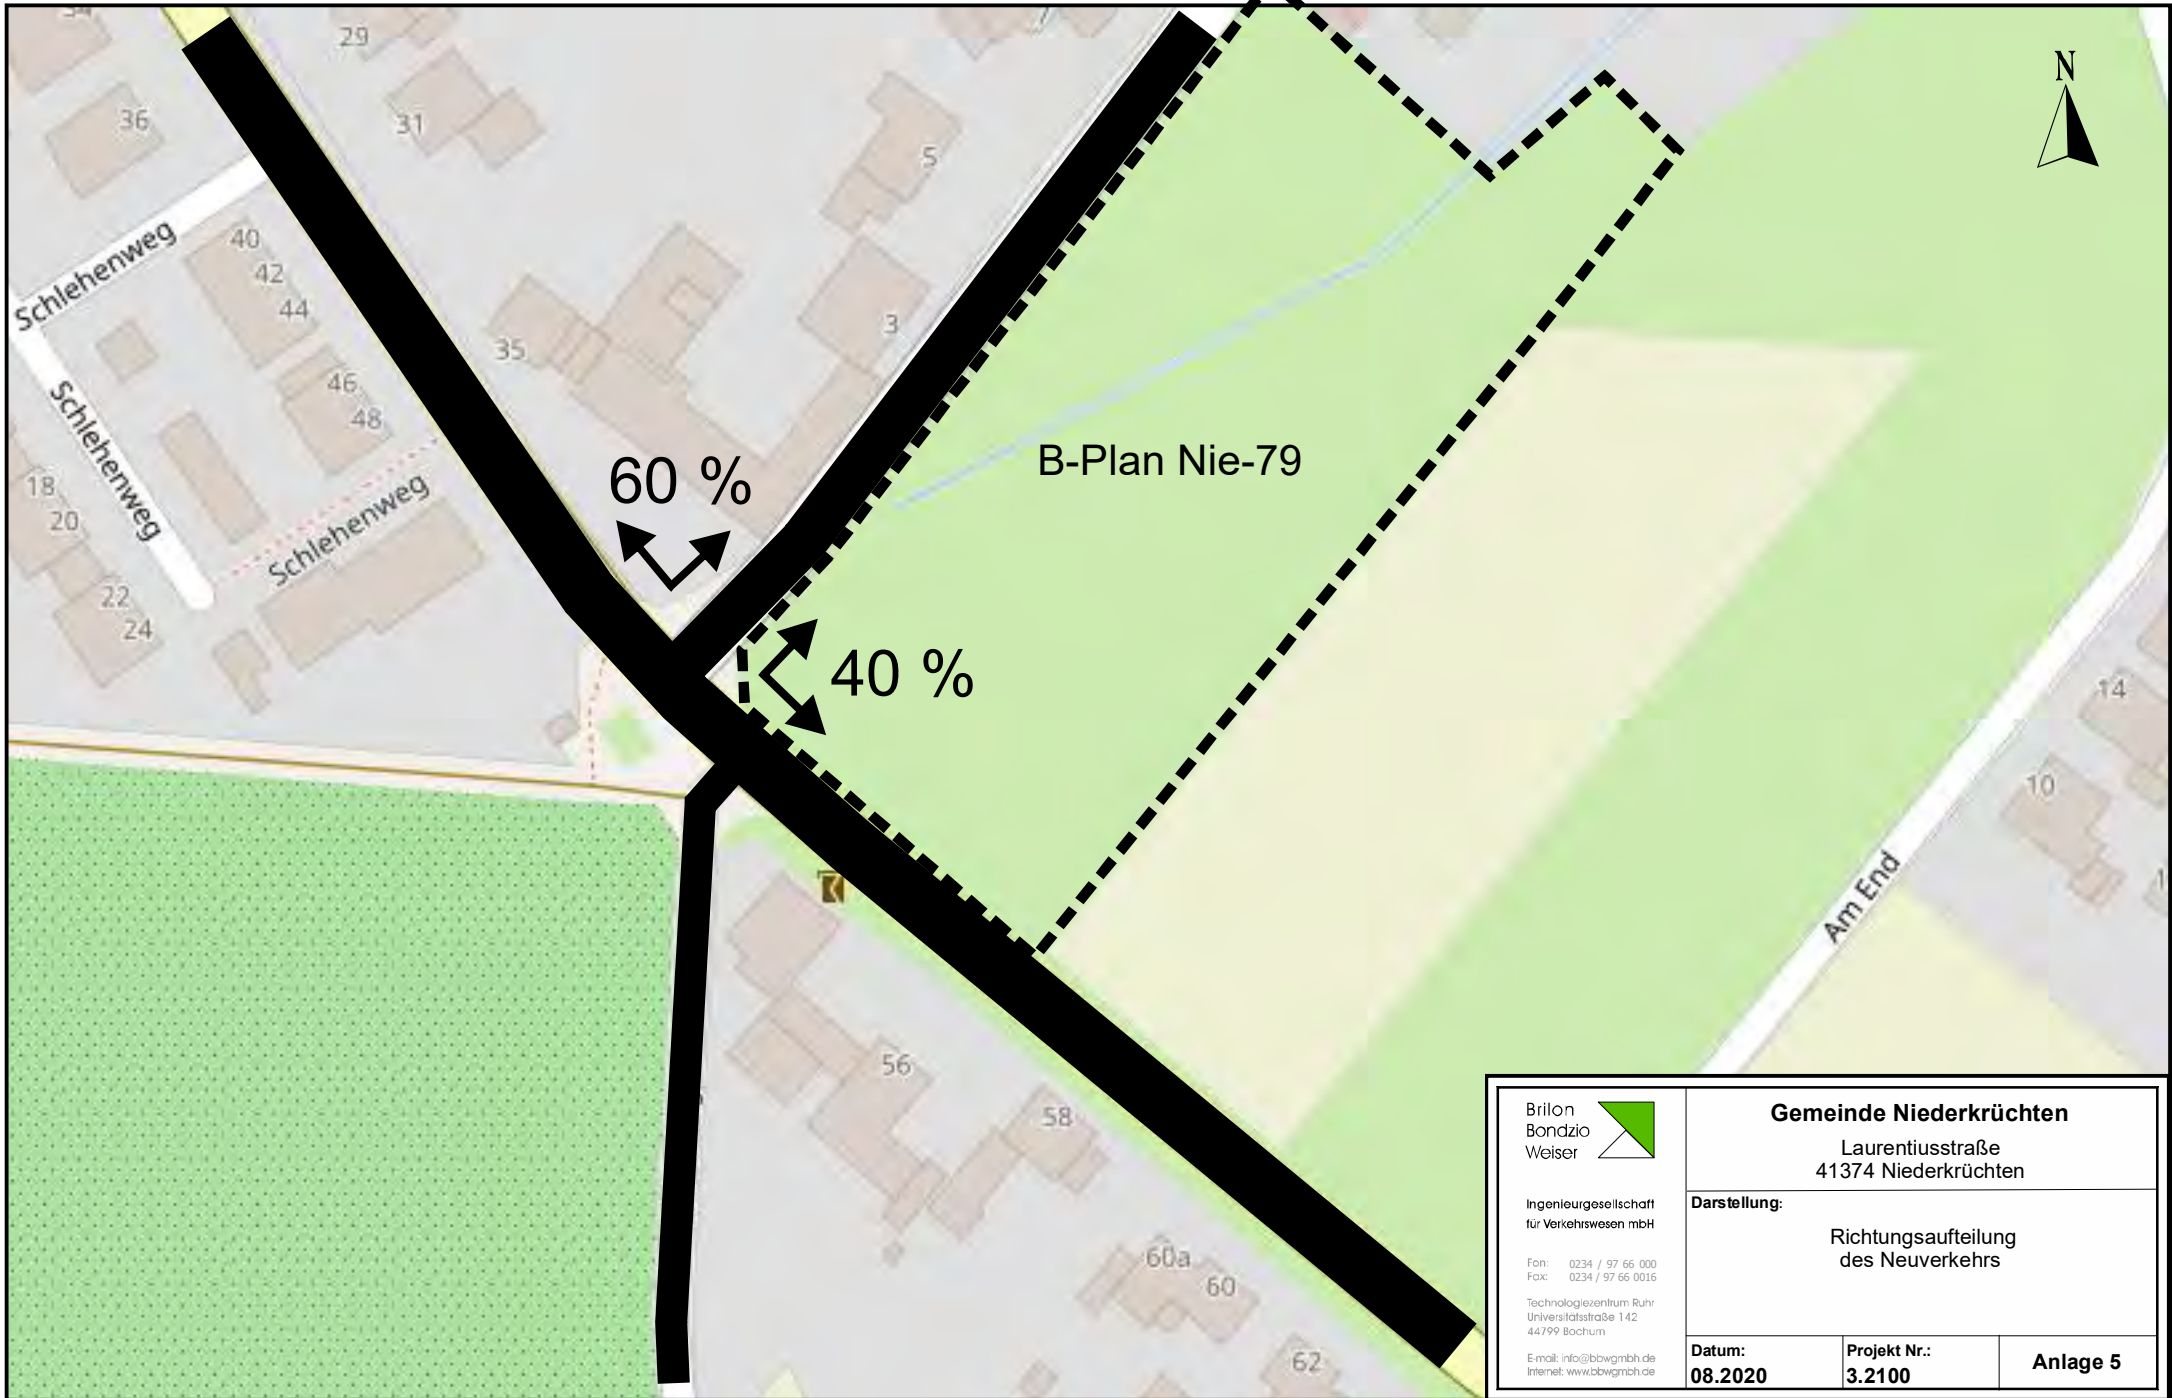 29
N
36
31
5
Schlehenweg
40
42
44
3
35
46
48
Schlehenweg
B-Plan Nie-79
60 %
18
20
Schlehenweg
22
24
40 %
14
10
Am End
56
58
60a
60
62
Brilon
Bondzio
Weiser
Ingenieurgesellschaft
für Verkehrswesen mbH
Fon: 0234 / 97 66 000
Fax: 0234 / 97 66 0016
Technologiezentrum Ruhr
Universitätsstraße 142
44799 Bochum
E-mail: info@bbwgmbh.de
Internet: www.bbwgmbh.de
Gemeinde Niederkrüchten
Laurentiusstraße
41374 Niederkrüchten
Darstellung:
Richtungsaufteilung
des Neuverkehrs
Datum:
08.2020
Projekt Nr.:
3.2100
Anlage 5